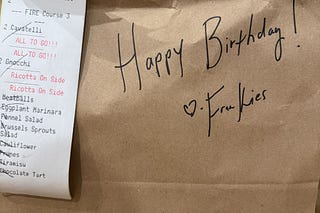 --- FIRE Course 3
2 Cavatelli
ALL TO GO!!!
ALL TO GO!!!
2 Gnocchi
Ricotta On Side
Ricotta On Side
Meatballs
Eggplant Marinara
Fennel Salad
Brussels Sprouts
Salad
Cauliflower
Prunes
Tiramisu
Chocolate Tart
Happy Birthday!
♡ Frankies